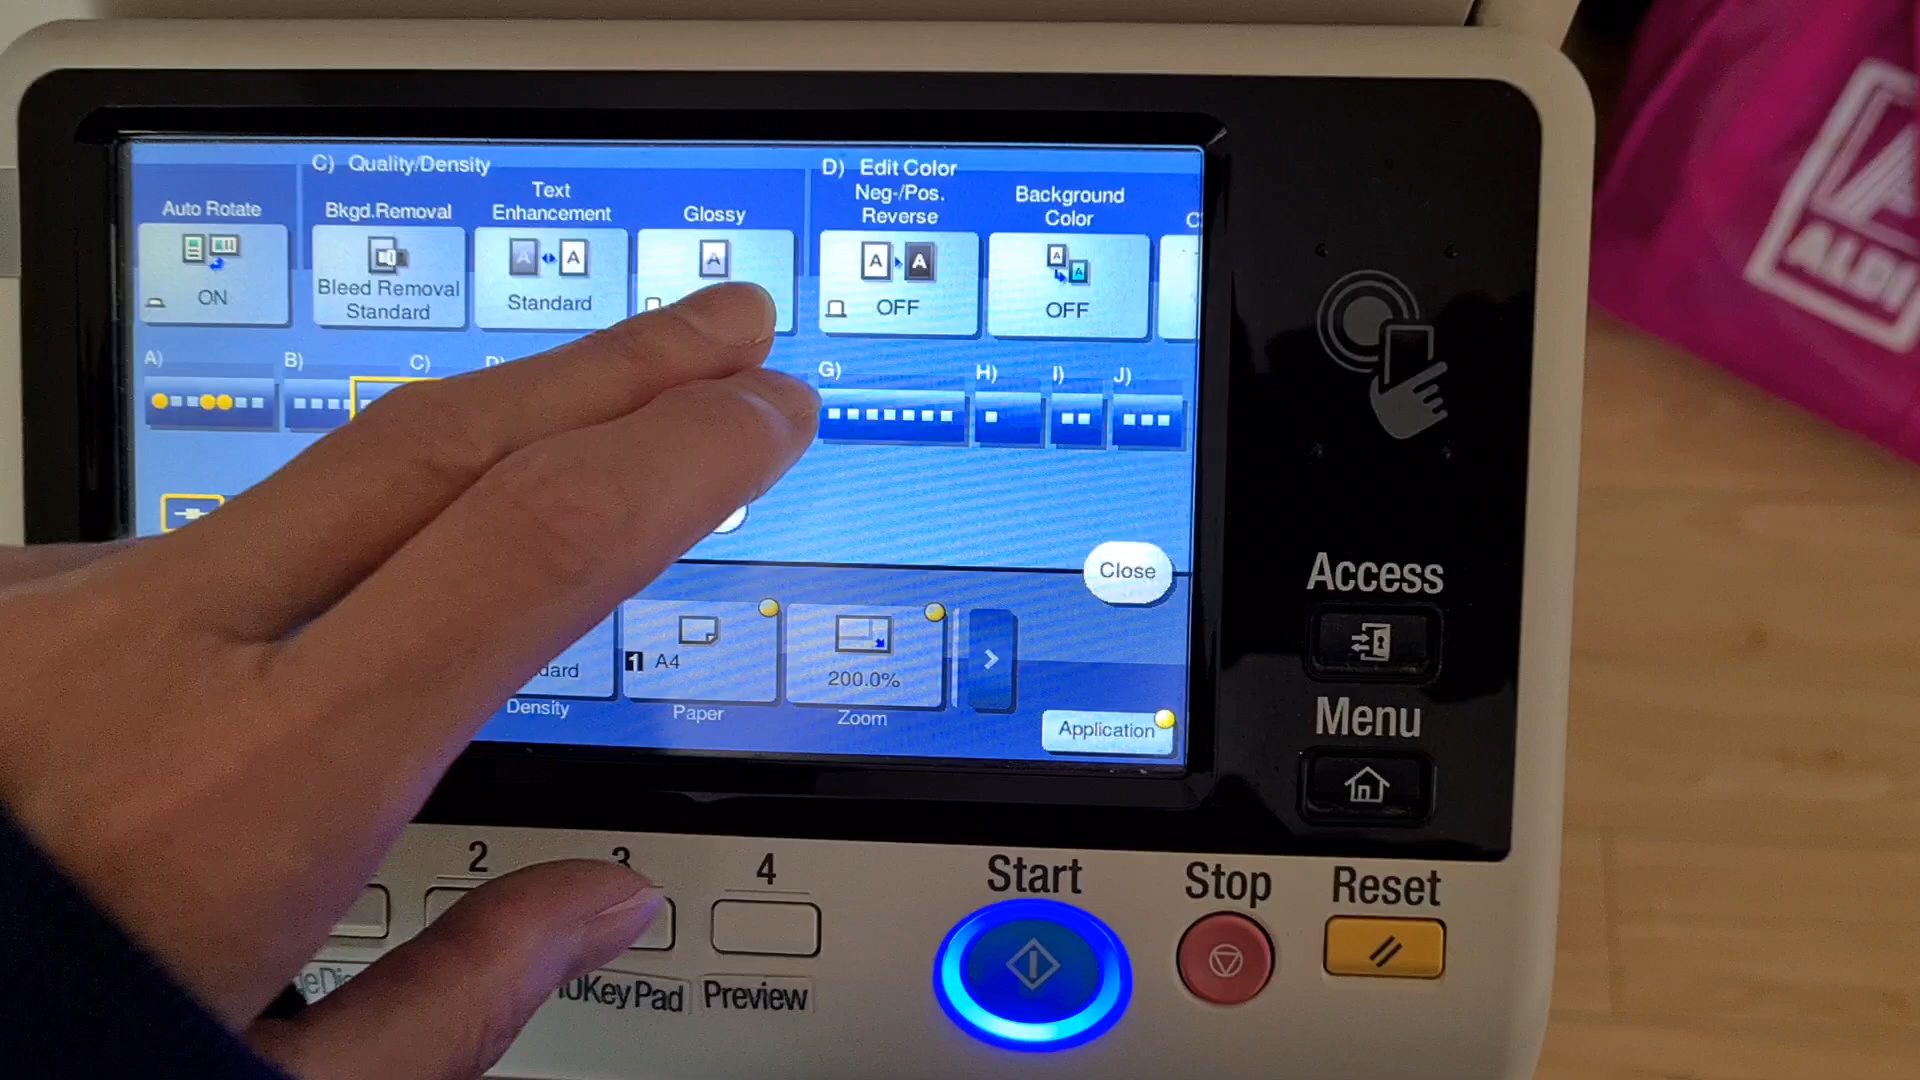 C) Quality/Density
D) Edit Color
Auto Rotate
Bkgd.Removal
Text
Enhancement
Glossy
Neg-/Pos.
Reverse
Background
Color
C
ON
Bleed Removal
Standard
Standard
OFF
OFF
A)
B)
C)
G)
H)
I)
J)
Close
1 A4
200.0%
Density
Paper
Zoom
Application
Access
Menu
2
3
4
Start
Stop
Reset
KeyPad
Preview
ALDI